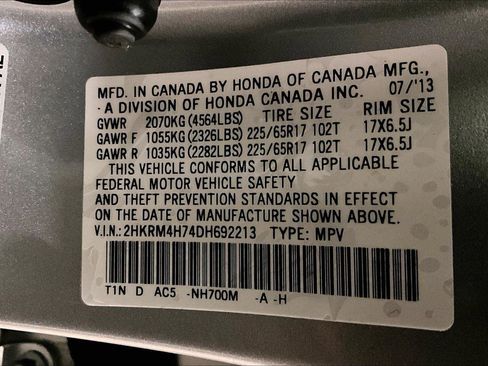 MFD. IN CANADA BY HONDA OF CANADA MFG.,
A DIVISION OF HONDA CANADA INC. 07/'13
GVWR 2070KG (4564LBS) TIRE SIZE RIM SIZE
GAWR F 1055KG (2326LBS) 225/65R17 102T 17X6.5J
GAWR R 1035KG (2282LBS) 225/65R17 102T 17X6.5J
THIS VEHICLE CONFORMS TO ALL APPLICABLE
FEDERAL MOTOR VEHICLE SAFETY
AND THEFT PREVENTION STANDARDS IN EFFECT
ON THE DATE OF MANUFACTURE SHOWN ABOVE.
V.I.N.: 2HKRM4H74DH692213 TYPE: MPV
T1N D AC5 -NH700M -A -H